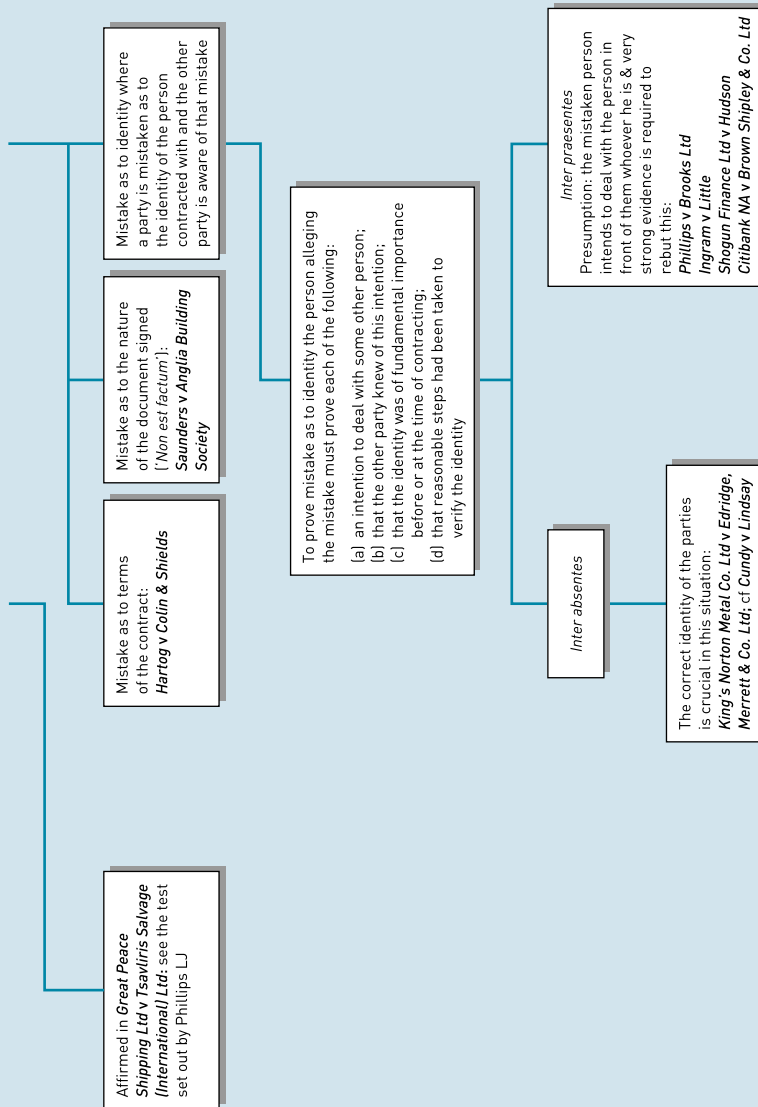 Affirmed in Great Peace
Shipping Ltd v Tsavliris Salvage
(International) Ltd: see the test
set out by Phillips LJ
Mistake as to terms
of the contract:
Hartog v Colin & Shields
Mistake as to the nature
of the document signed
('Non est factum'):
Saunders v Anglia Building
Society
Mistake as to identity where
a party is mistaken as to
the identity of the person
contracted with and the other
party is aware of that mistake
To prove mistake as to identity the person alleging
the mistake must prove each of the following:
(a) an intention to deal with some other person;
(b) that the other party knew of this intention;
(c) that the identity was of fundamental importance
before or at the time of contracting;
(d) that reasonable steps had been taken to
verify the identity
Inter absentes
The correct identity of the parties
is crucial in this situation:
King's Norton Metal Co. Ltd v Edridge,
Merrett & Co. Ltd; cf Cundy v Lindsay
Inter praesentes
Presumption: the mistaken person
intends to deal with the person in
front of them whoever he is & very
strong evidence is required to
rebut this:
Phillips v Brooks Ltd
Ingram v Little
Shogun Finance Ltd v Hudson
Citibank NA v Brown Shipley & Co. Ltd